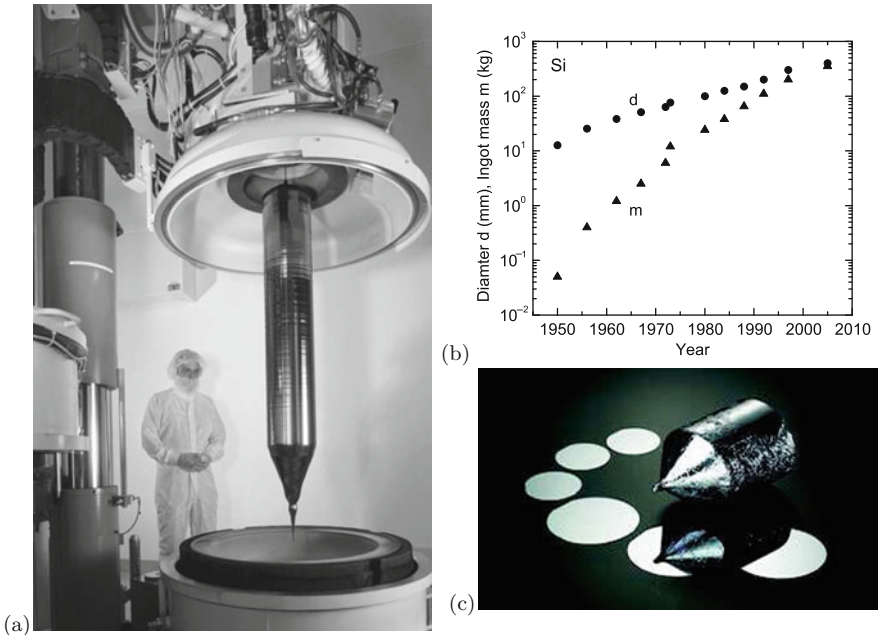 (a)
(b)
Si
d
m
Diamter d (mm), Ingot mass m (kg)
10³
10²
10¹
10⁰
10⁻¹
10⁻²
1950 1960 1970 1980 1990 2000 2010
Year
(c)